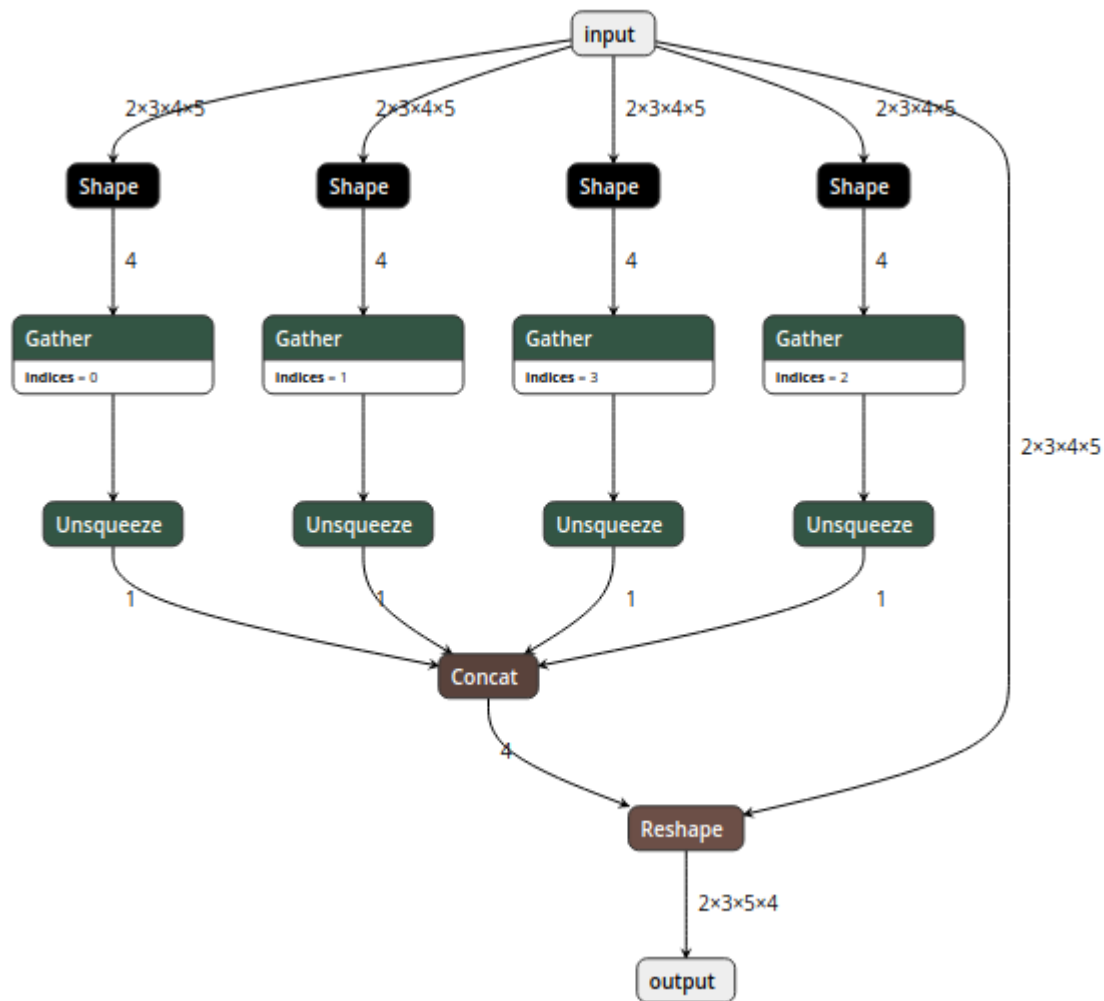 input
2×3×4×5 2×3×4×5 2×3×4×5 2×3×4×5
Shape Shape Shape Shape
4 4 4 4
Gather Gather Gather Gather
indices = 0 indices = 1 indices = 3 indices = 2
2×3×4×5
Unsqueeze Unsqueeze Unsqueeze Unsqueeze
1 1 1 1
Concat
4
Reshape
2×3×5×4
output